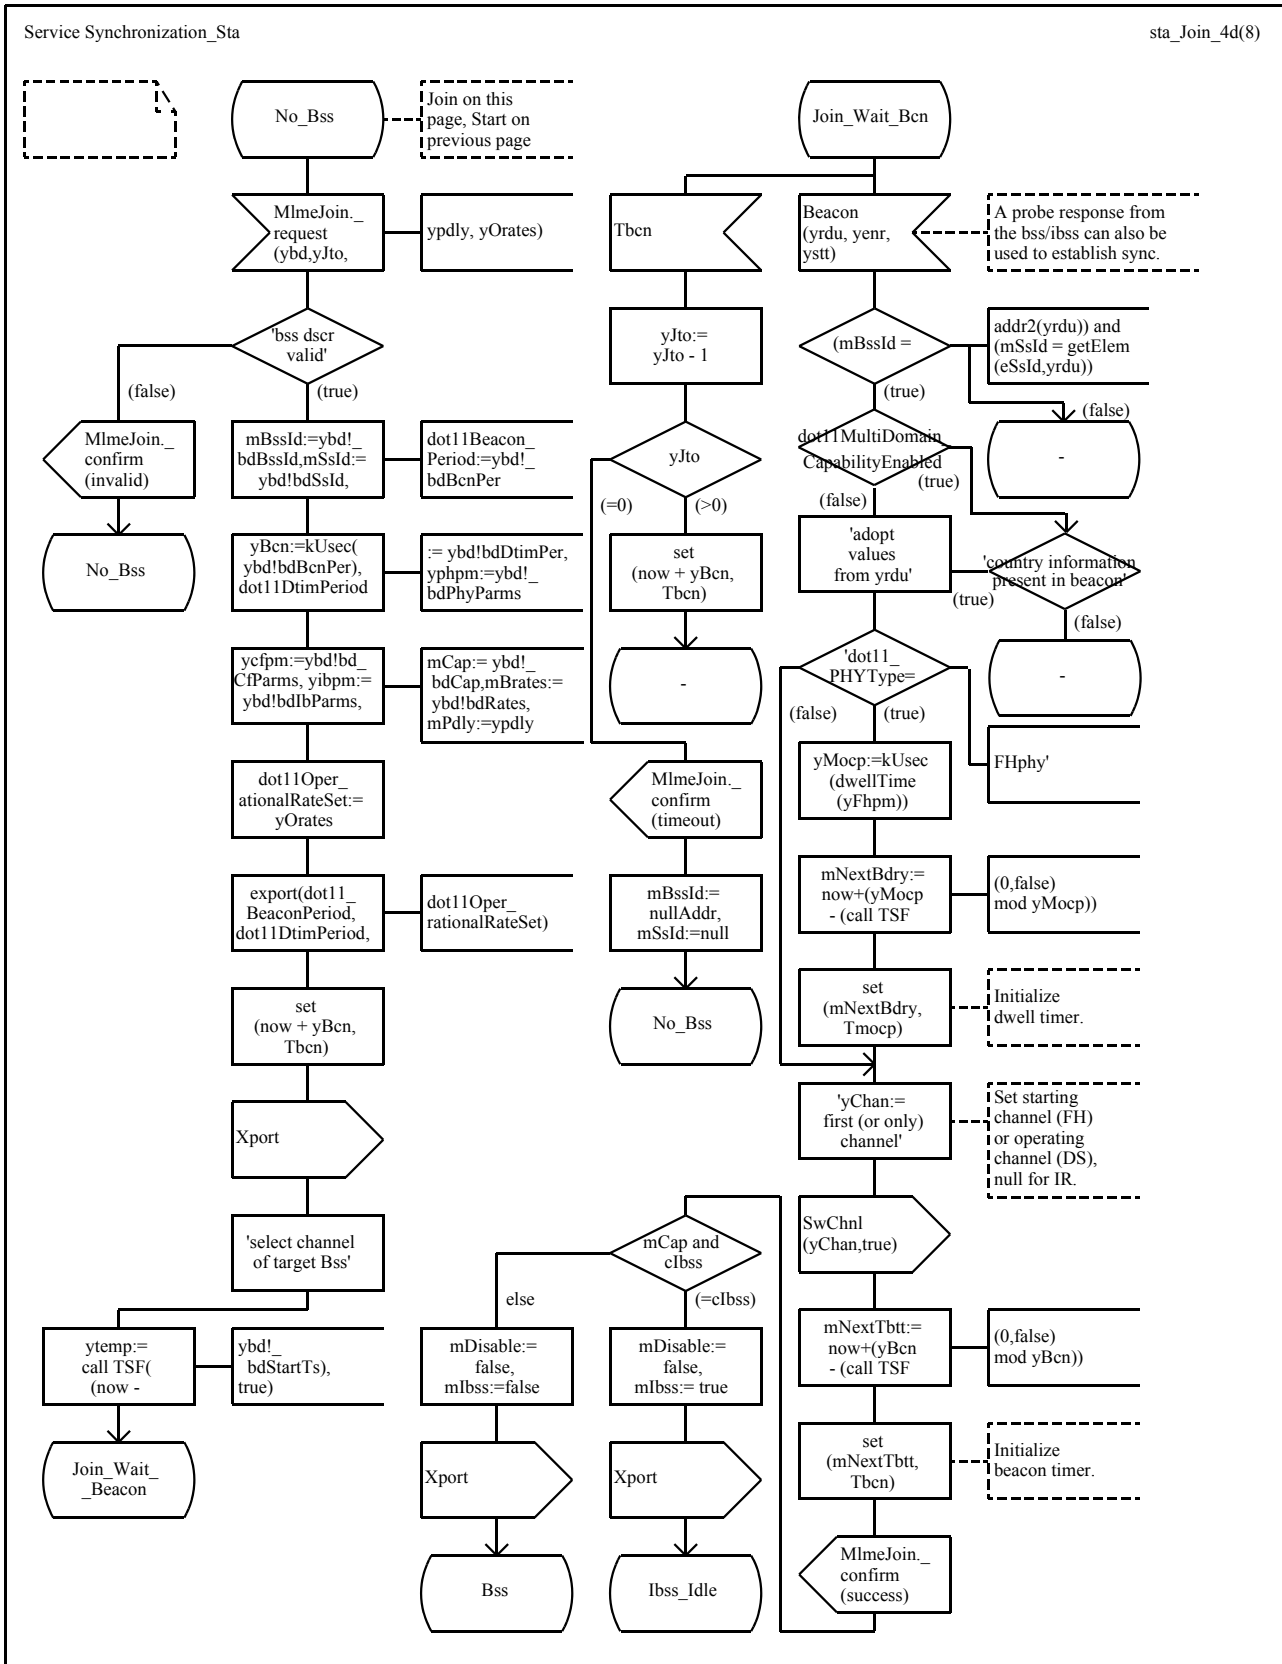 Service Synchronization_Sta
sta_Join_4d(8)
No_Bss
Join on this
page, Start on
previous page
MlmeJoin._
request
(ybd,yJto,
ypdly, yOrates)
'bss dscr
valid'
(false)
(true)
MlmeJoin._
confirm
(invalid)
No_Bss
mBssId:=ybd!_
bdBssId,mSsId:=
ybd!bdSsId,
dot11Beacon_
Period:=ybd!_
bdBcnPer
yBcn:=kUsec(
ybd!bdBcnPer),
dot11DtimPeriod
:= ybd!bdDtimPer,
yphpm:=ybd!_
bdPhyParms
ycfpm:=ybd!bd_
CfParms, yibpm:=
ybd!bdIbParms,
mCap:= ybd!_
bdCap,mBrates:=
ybd!bdRates,
mPdly:=ypdly
dot11Oper_
ationalRateSet:=
yOrates
export(dot11_
BeaconPeriod,
dot11DtimPeriod,
dot11Oper_
rationalRateSet)
set
(now + yBcn,
Tbcn)
Xport
'select channel
of target Bss'
ytemp:=
call TSF(
(now -
ybd!_
bdStartTs),
true)
Join_Wait_
_Beacon
Join_Wait_Bcn
Tbcn
yJto:=
yJto - 1
yJto
(=0)
(>0)
set
(now + yBcn,
Tbcn)
-
MlmeJoin._
confirm
(timeout)
mBssId:=
nullAddr,
mSsId:=null
No_Bss
Beacon
(yrdu, yenr,
ystt)
A probe response from
the bss/ibss can also be
used to establish sync.
(mBssId =
addr2(yrdu)) and
(mSsId = getElem
(eSsId,yrdu))
(true)
(false)
-
dot11MultiDomain_
CapabilityEnabled
(true)
(false)
'adopt
values
from yrdu'
'country information
present in beacon'
(true)
(false)
-
'dot11_
PHYType=
FHphy'
(false)
(true)
yMocp:=kUsec
(dwellTime
(yFhpm))
mNextBdry:=
now+(yMocp
- (call TSF
(0,false)
mod yMocp))
set
(mNextBdry,
Tmocp)
Initialize
dwell timer.
'yChan:=
first (or only)
channel'
Set starting
channel (FH)
or operating
channel (DS),
null for IR.
SwChnl
(yChan,true)
mNextTbtt:=
now+(yBcn
- (call TSF
(0,false)
mod yBcn))
set
(mNextTbtt,
Tbcn)
Initialize
beacon timer.
MlmeJoin._
confirm
(success)
mCap and
cIbss
else
(=cIbss)
mDisable:=
false,
mIbss:=false
mDisable:=
false,
mIbss:= true
Xport
Xport
Bss
Ibss_Idle